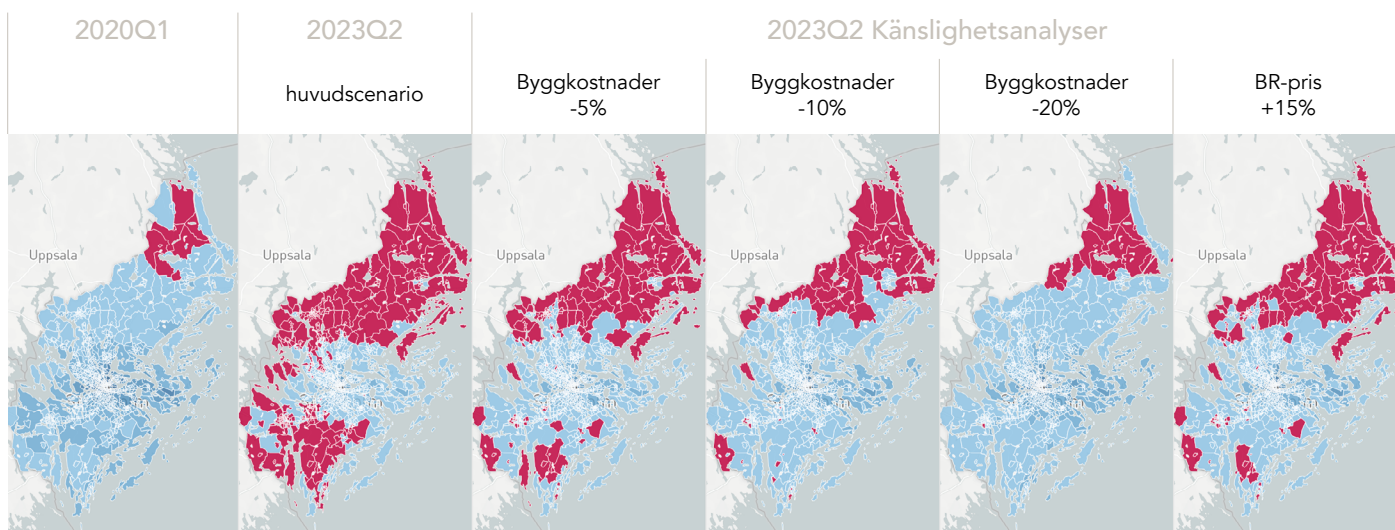 2020Q1
2023Q2
2023Q2 Känslighetsanalyser
huvudscenario
Byggkostnader
-5%
Byggkostnader
-10%
Byggkostnader
-20%
BR-pris
+15%
Uppsala
Uppsala
Uppsala
Uppsala
Uppsala
Uppsala